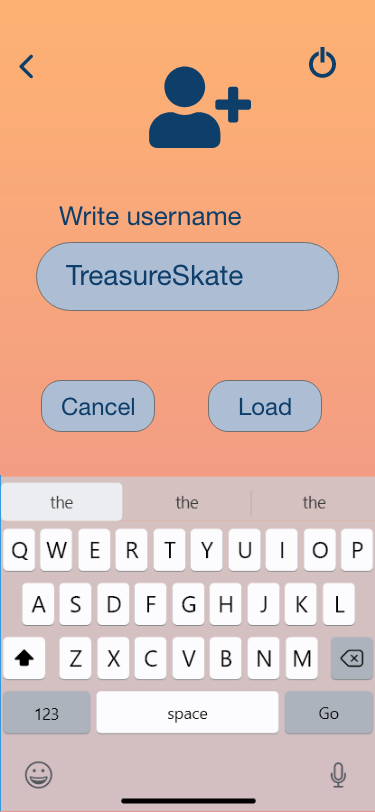 Write username
TreasureSkate
Cancel Load
the the the
Q W E R T Y U I O P
A S D F G H J K L
Z X C V B N M
123 space Go